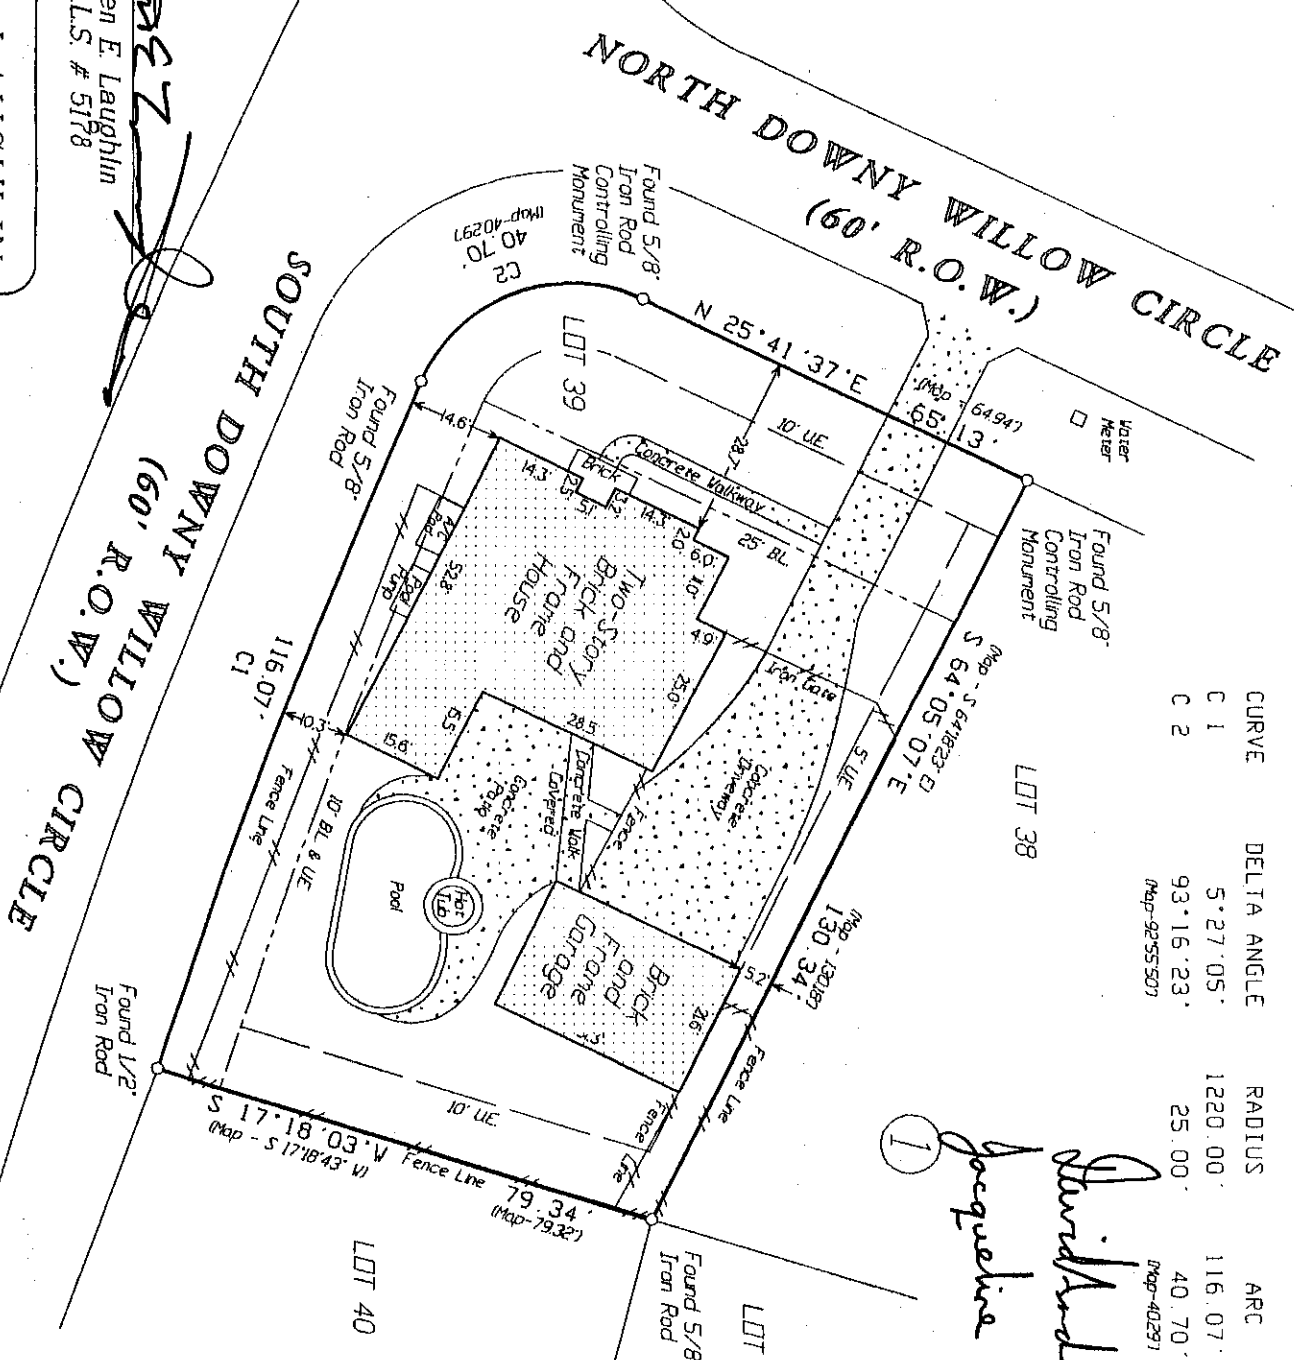 NORTH DOWNY WILLOW CIRCLE
(60' R.O.W.)
SOUTH DOWNY WILLOW CIRCLE
(60' R.O.W.)
en E. Laughlin
L.S. # 5178
CURVE DELTA ANGLE RADIUS ARC
C 1 5°27'05" 1220.00' 116.07'
C 2 93°16'23" 25.00' 40.70'
(Map-92°55'50")
(Map-40.29')
Found 5/8"
Iron Rod
Controlling
Monument
C2
40.70'
(Map-40.29')
N 25°41'37"E
65.13'
(Map - 64.94')
Water
Meter
Found 5/8"
Iron Rod
Controlling
Monument
(Map - S 64°18'23" E)
S 64°05'07"E
LOT 38
(Map - 130.18')
130.34'
LOT 39
10' UE.
28.7'
Concrete Walkway
25' BL.
Brick
14.3'
2.5'
5.1'
3.2'
14.3'
2.0'
6.0'
1.0'
4.9'
25.0'
28.5'
15.5'
15.6'
52.8'
14.6'
Two-Story
Brick and
Frame
House
A/C
Pad
Pool
Pump
Iron Gate
5' UE
Concrete
Driveway
Fence
Concrete Walk
Covered
Concrete
Patio
Hot
Tub
Pool
Brick
and
Frame
Garage
15.2'
21.6'
Fence Line
Fence Line
Found 5/8"
Iron Rod
116.07'
C1
10.3'
Fence Line
10' BL & UE
10' UE.
Found 1/2"
Iron Rod
S 17°18'03"W
(Map - S 17°18'43" W)
Fence Line
79.34'
(Map-79.32')
LOT 40
Found 5/8"
Iron Rod
LOT
1
David
Jacqueline